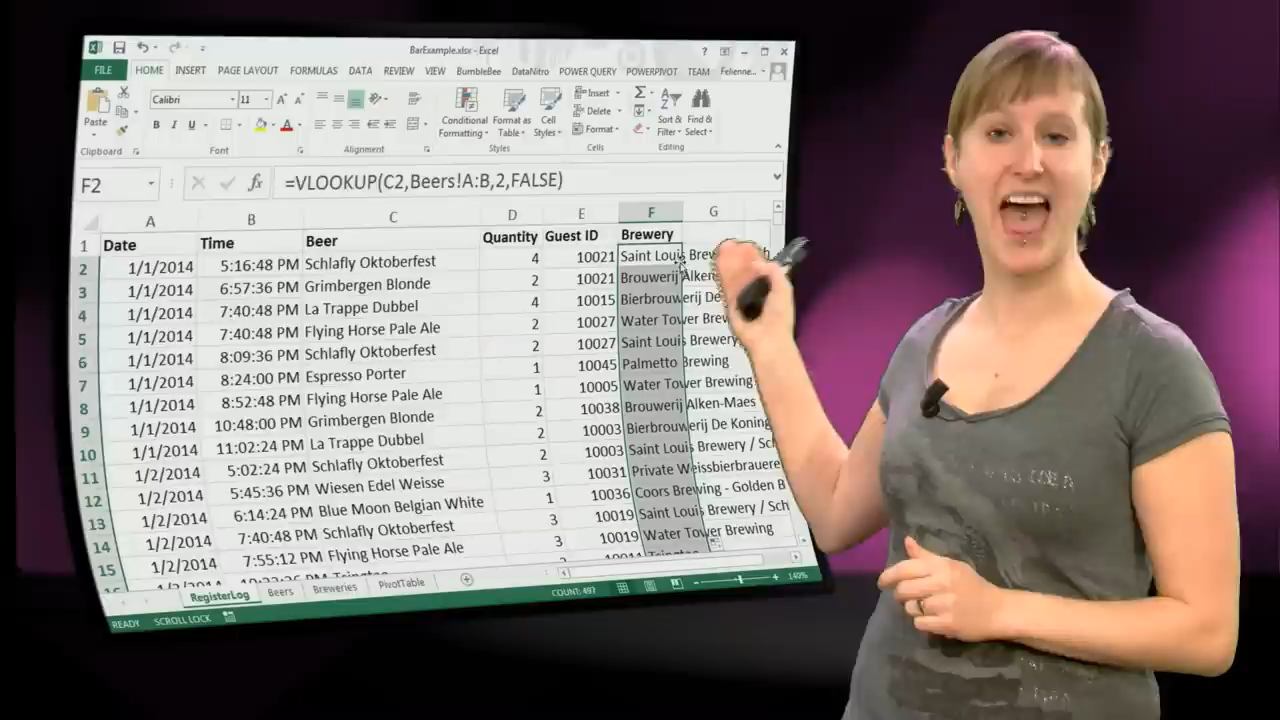 BarExample.xlsx - Excel
FILE HOME INSERT PAGE LAYOUT FORMULAS DATA REVIEW VIEW BumbleBee DataNitro POWER QUERY POWERPIVOT TEAM Felienne...
Paste
Calibri 11
B I U
A A
A
Conditional Formatting
Format as Table
Cell Styles
Insert
Delete
Format
Sort & Filter
Find & Select
Clipboard Font Alignment Styles Cells Editing
F2 fx =VLOOKUP(C2,Beers!A:B,2,FALSE)
A B C D E F G
1 Date Time Beer Quantity Guest ID Brewery
2 1/1/2014 5:16:48 PM Schlafly Oktoberfest 4 10021 Saint Louis
3 1/1/2014 6:57:36 PM Grimbergen Blonde 2 10021 Brouwerij Alken
4 1/1/2014 7:40:48 PM La Trappe Dubbel 4 10015 Bierbrouwerij De
5 1/1/2014 7:40:48 PM Flying Horse Pale Ale 2 10027 Water Tower Brew
6 1/1/2014 8:09:36 PM Schlafly Oktoberfest 2 10027 Saint Louis Brewery
7 1/1/2014 8:24:00 PM Espresso Porter 1 10045 Palmetto Brewing
8 1/1/2014 8:52:48 PM Flying Horse Pale Ale 1 10005 Water Tower Brewing
9 1/1/2014 10:48:00 PM Grimbergen Blonde 2 10038 Brouwerij Alken-Maes
10 1/1/2014 11:02:24 PM La Trappe Dubbel 2 10003 Bierbrouwerij De Koning
11 1/2/2014 5:02:24 PM Schlafly Oktoberfest 2 10003 Saint Louis Brewery / Sch
12 1/2/2014 5:45:36 PM Wiesen Edel Weisse 3 10031 Private Weissbierbrauere
13 1/2/2014 6:14:24 PM Blue Moon Belgian White 1 10036 Coors Brewing - Golden B
14 1/2/2014 7:40:48 PM Schlafly Oktoberfest 3 10019 Saint Louis Brewery / Sch
15 1/2/2014 7:55:12 PM Flying Horse Pale Ale 3 10019 Water Tower Brewing
RegisterLog Beers Breweries PivotTable
READY SCROLL LOCK COUNT: 497 140%